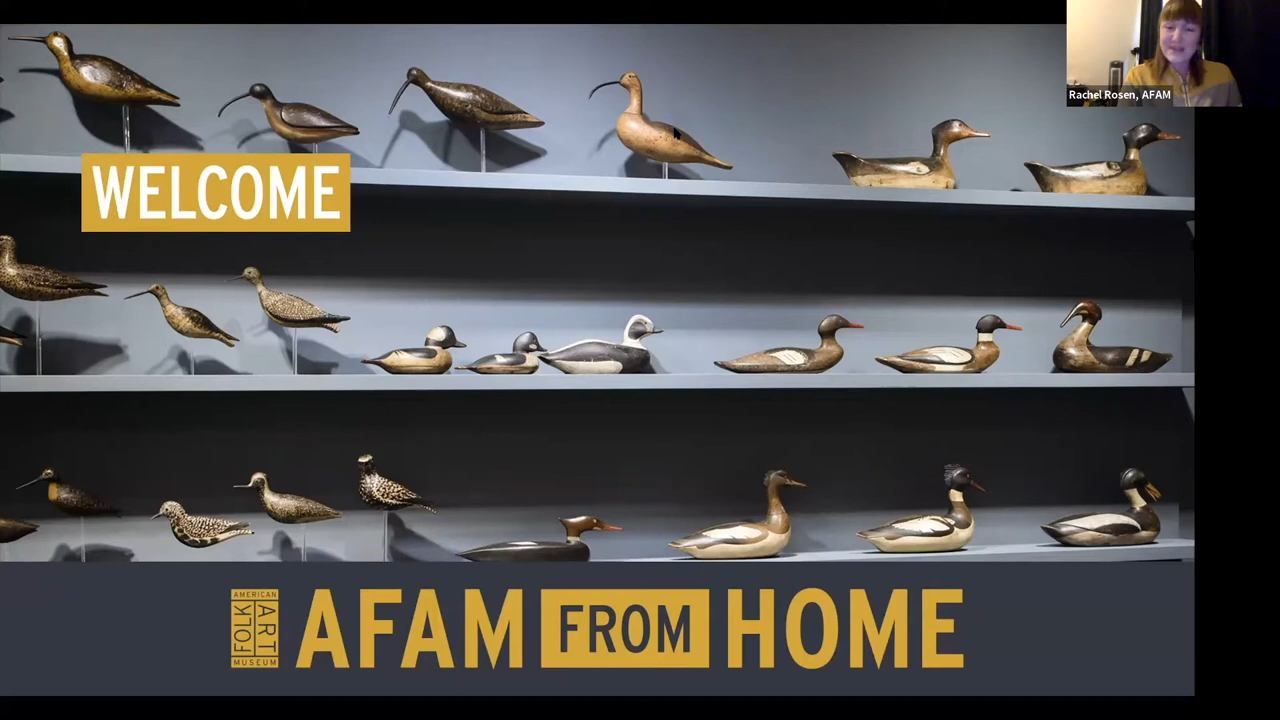 Rachel Rosen, AFAM
WELCOME
AMERICAN
FOLK ART
MUSEUM
AFAM FROM HOME